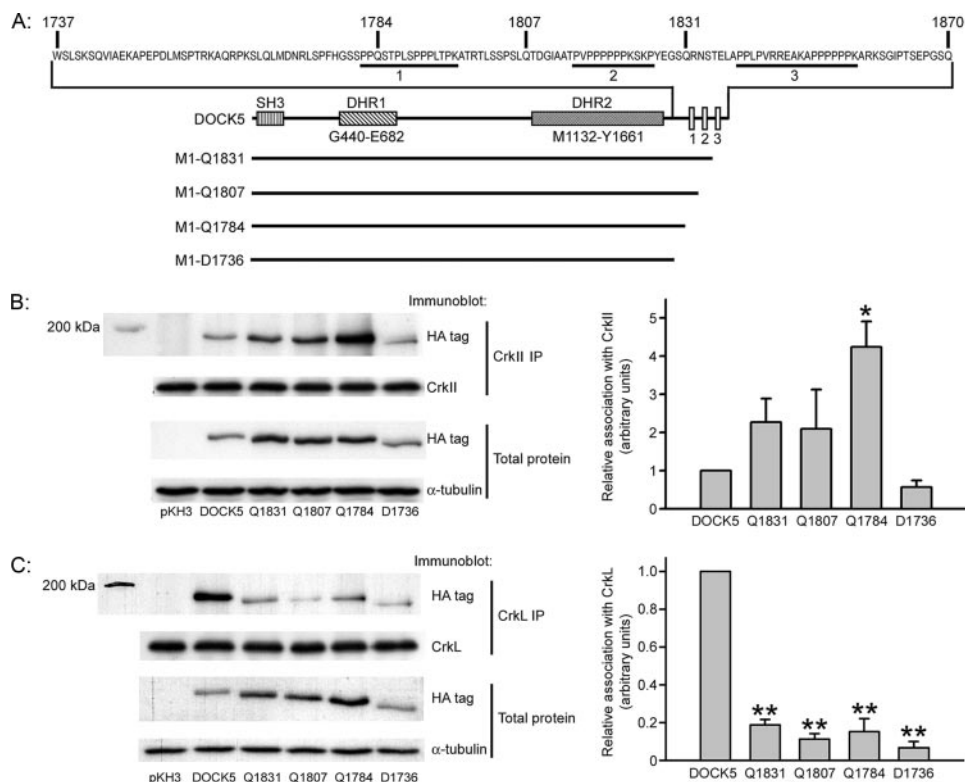 A:
1737 1784 1807 1831 1870
WSLSKSQVIAEKAPEPDLMSPTRKAQRPKSLQLMDNRLSPFHGSSPPQSTPLSPPPLTPKATRTLSSPSLQTDGIAATPVPPPPPPKSKPYEGSQRNSTELAPPLPVRREAKAPPPPPPKARKSGIPTSEPGSQ
1 2 3
SH3 DHR1 DHR2
DOCK5
G440-E682 M1132-Y1661 1 2 3
M1-Q1831
M1-Q1807
M1-Q1784
M1-D1736
B:
Immunoblot:
200 kDa
HA tag
CrkII IP
CrkII
HA tag
Total protein
α-tubulin
pKH3 DOCK5 Q1831 Q1807 Q1784 D1736
Relative association with CrkII
(arbitrary units)
5
4
2
1
0
*
DOCK5 Q1831 Q1807 Q1784 D1736
C:
Immunoblot:
200 kDa
HA tag
CrkL IP
CrkL
HA tag
Total protein
α-tubulin
pKH3 DOCK5 Q1831 Q1807 Q1784 D1736
Relative association with CrkL
(arbitrary units)
1.0
0.8
0.6
0.4
0.2
0
** ** ** **
DOCK5 Q1831 Q1807 Q1784 D1736